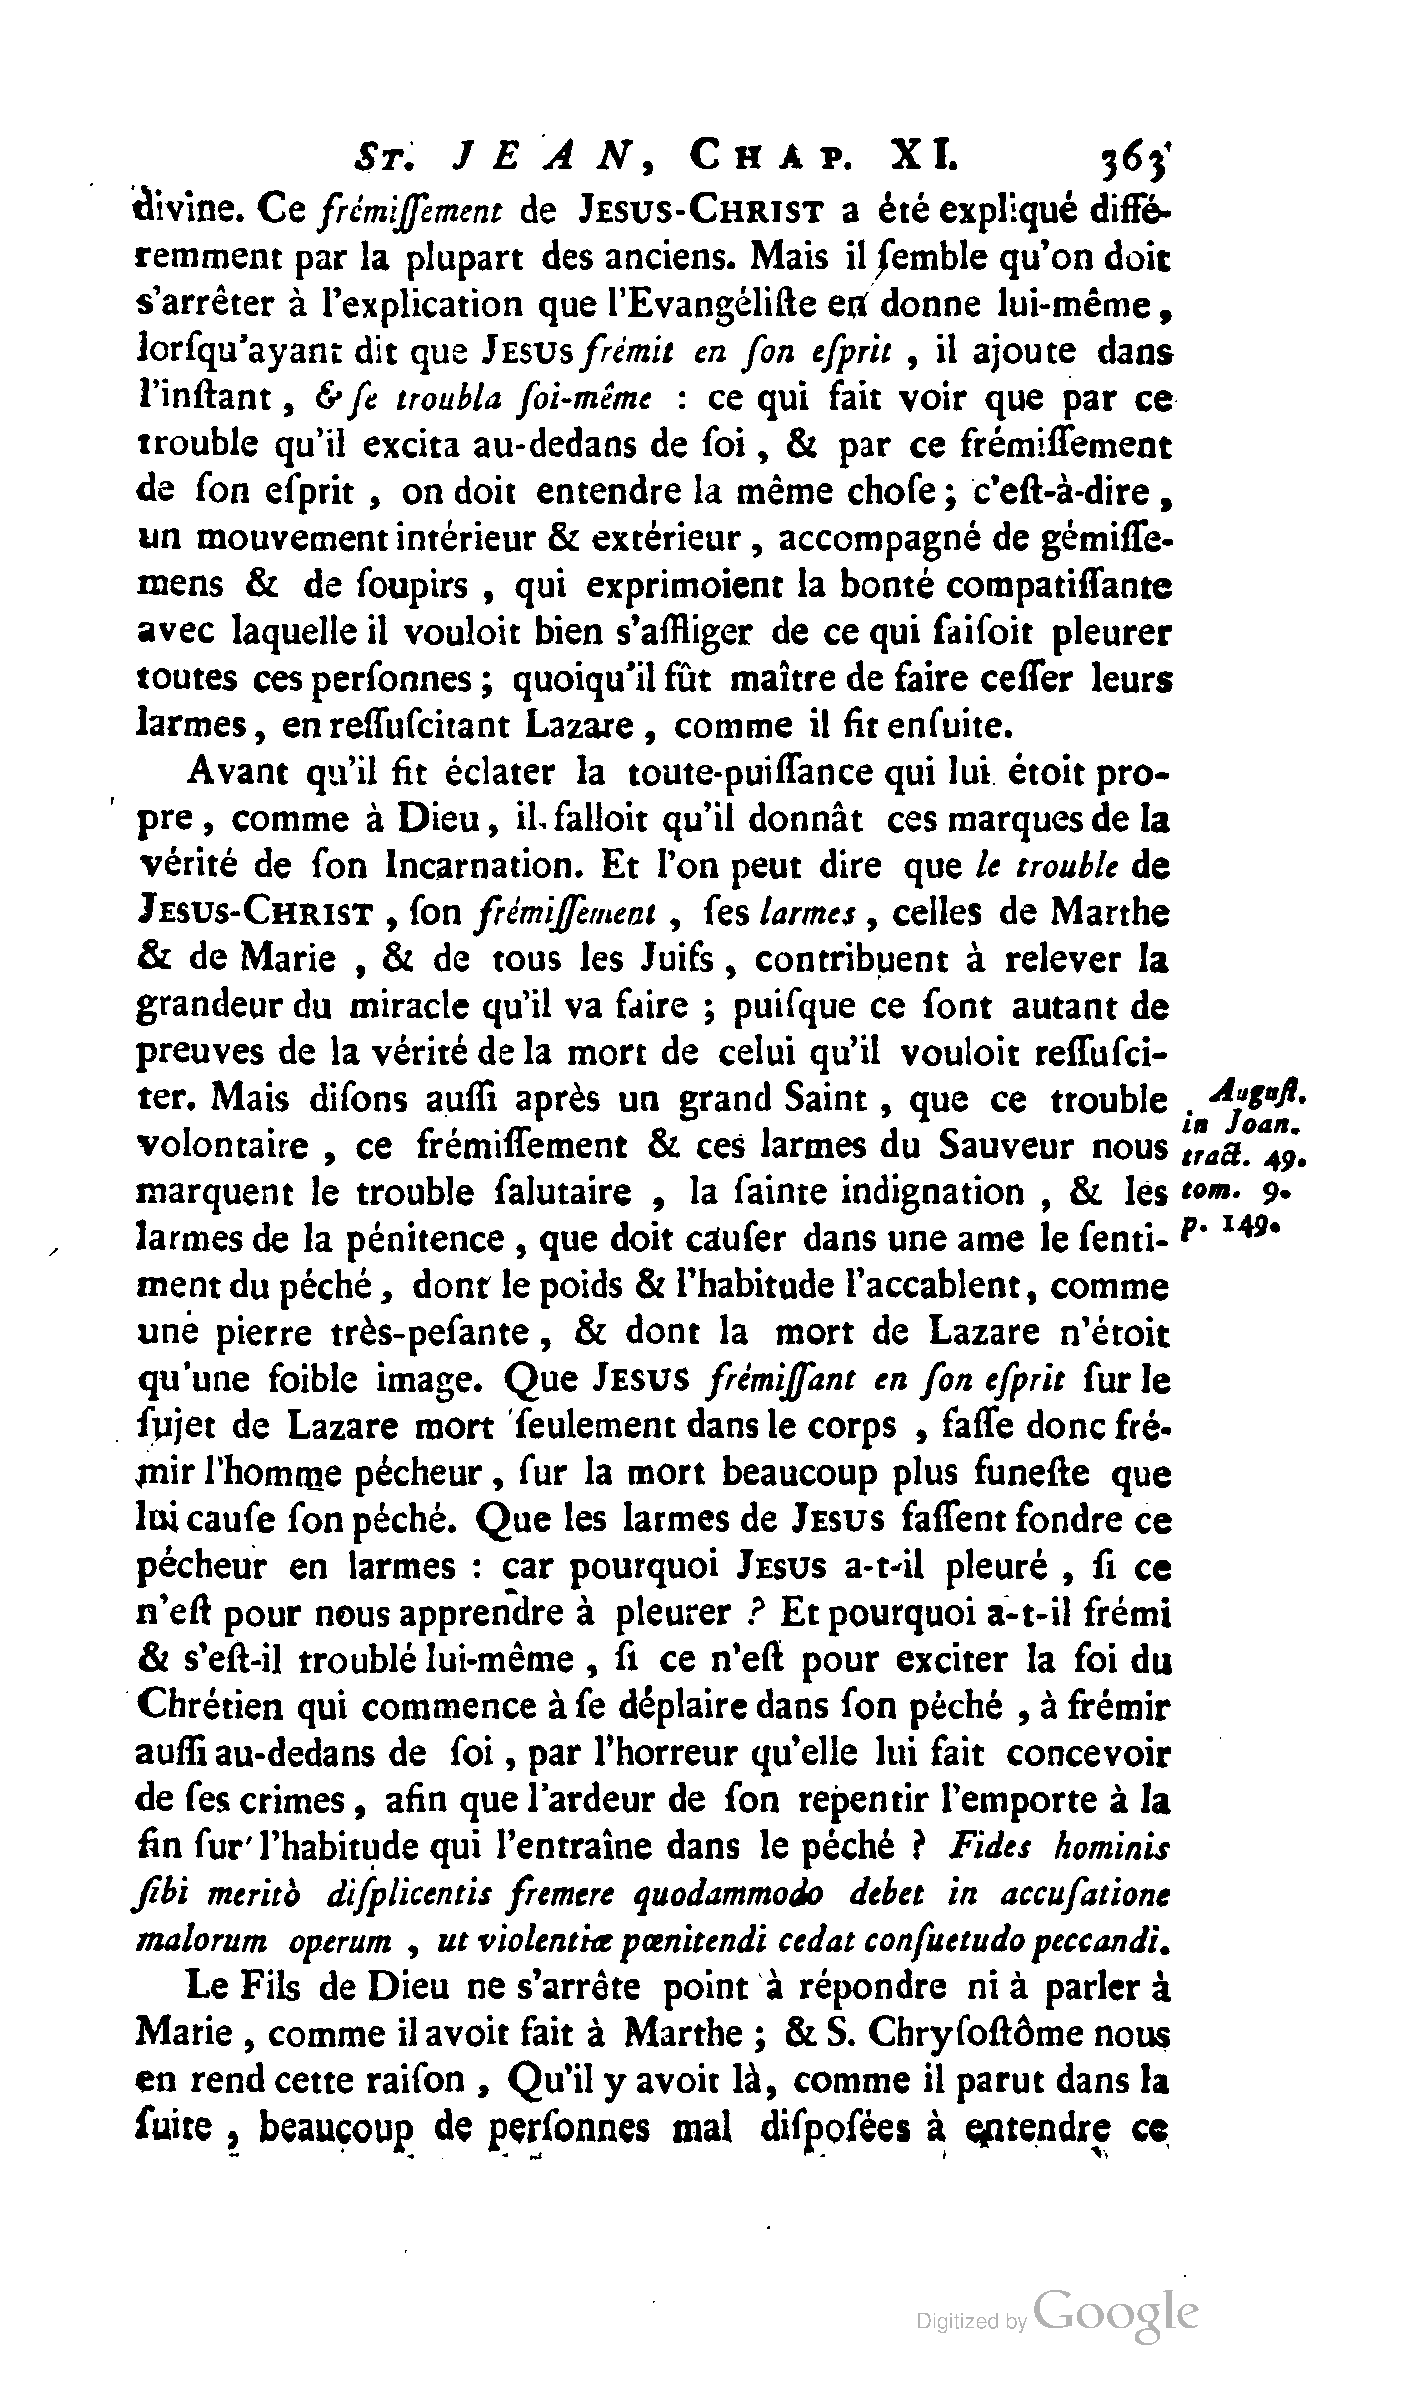 ST. JEAN, CHAP. XI. 363
divine. Ce frémiſſement de JESUS-CHRIST a été expliqué diffé-
remment par la plupart des anciens. Mais il ſemble qu'on doit
s'arrêter à l'explication que l'Evangéliſte en donne lui-même,
lorſqu'ayant dit que JESUS frémit en ſon eſprit, il ajoute dans
l'inſtant, & ſe troubla ſoi-même : ce qui fait voir que par ce
trouble qu'il excita au-dedans de ſoi, & par ce frémiſſement
de ſon eſprit, on doit entendre la même choſe; c'eſt-à-dire,
un mouvement intérieur & extérieur, accompagné de gémiſſe-
mens & de ſoupirs, qui exprimoient la bonté compatiſſante
avec laquelle il vouloit bien s'affliger de ce qui faiſoit pleurer
toutes ces perſonnes; quoiqu'il fût maître de faire ceſſer leurs
larmes, en reſſuſcitant Lazare, comme il fit enſuite.
Avant qu'il fit éclater la toute-puiſſance qui lui étoit pro-
pre, comme à Dieu, il falloit qu'il donnât ces marques de la
vérité de ſon Incarnation. Et l'on peut dire que le trouble de
JESUS-CHRIST, ſon frémiſſement, ſes larmes, celles de Marthe
& de Marie, & de tous les Juifs, contribuent à relever la
grandeur du miracle qu'il va faire ; puiſque ce ſont autant de
preuves de la vérité de la mort de celui qu'il vouloit reſſuſci-
ter. Mais diſons auſſi après un grand Saint, que ce trouble
volontaire, ce frémiſſement & ces larmes du Sauveur nous
marquent le trouble ſalutaire, la ſainte indignation, & les
larmes de la pénitence, que doit cauſer dans une ame le ſenti-
ment du péché, dont le poids & l'habitude l'accablent, comme
une pierre très-peſante, & dont la mort de Lazare n'étoit
qu'une foible image. Que JESUS frémiſſant en ſon eſprit ſur le
ſujet de Lazare mort ſeulement dans le corps, faſſe donc fré-
mir l'homme pécheur, ſur la mort beaucoup plus funeſte que
lui cauſe ſon péché. Que les larmes de JESUS faſſent fondre ce
pécheur en larmes : car pourquoi JESUS a-t-il pleuré, ſi ce
n'eſt pour nous apprendre à pleurer ? Et pourquoi a-t-il frémi
& s'eſt-il troublé lui-même, ſi ce n'eſt pour exciter la foi du
Chrétien qui commence à ſe déplaire dans ſon péché, à frémir
auſſi au-dedans de ſoi, par l'horreur qu'elle lui fait concevoir
de ſes crimes, afin que l'ardeur de ſon repentir l'emporte à la
fin ſur l'habitude qui l'entraîne dans le péché ? Fides hominis
ſibi meritò diſplicentis fremere quodammodo debet in accuſatione
malorum operum, ut violentiæ pœnitendi cedat conſuetudo peccandi.
Le Fils de Dieu ne s'arrête point à répondre ni à parler à
Marie, comme il avoit fait à Marthe ; & S. Chryſoſtôme nous
en rend cette raiſon, Qu'il y avoit là, comme il parut dans la
ſuite, beaucoup de perſonnes mal diſpoſées à entendre ce
Auguſt.
in Joan.
tract. 49.
tom. 9.
p. 149.
Digitized by Google